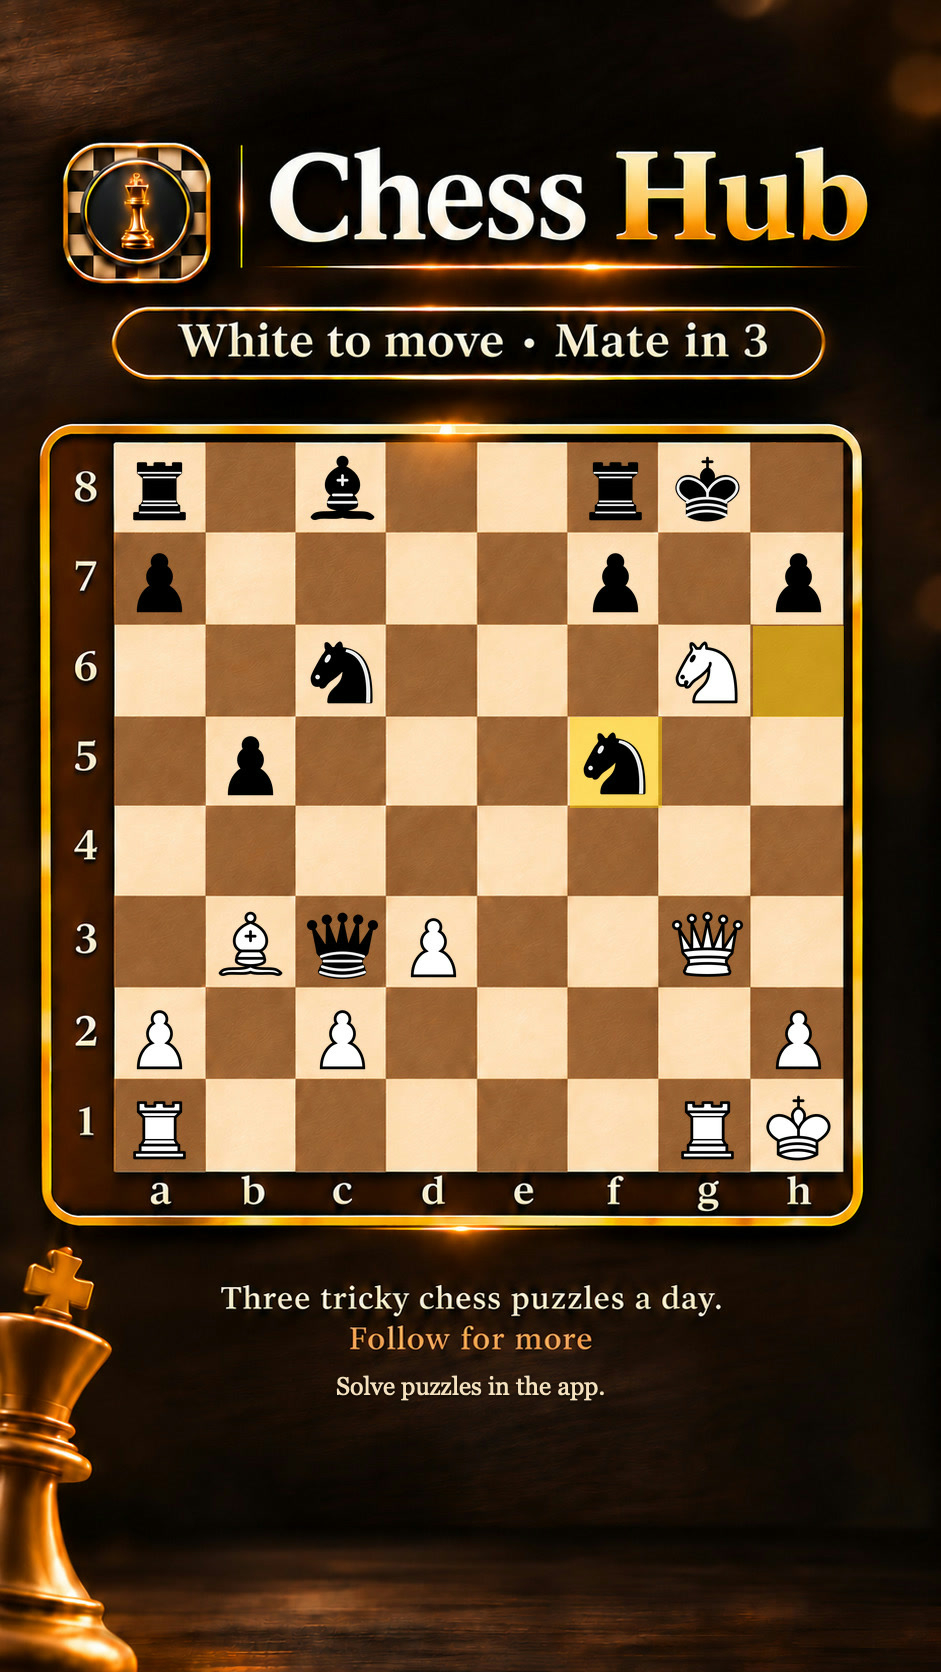 Chess Hub
White to move • Mate in 3
8
7
6
5
4
3
2
1
a b c d e f g h
Three tricky chess puzzles a day.
Follow for more
Solve puzzles in the app.